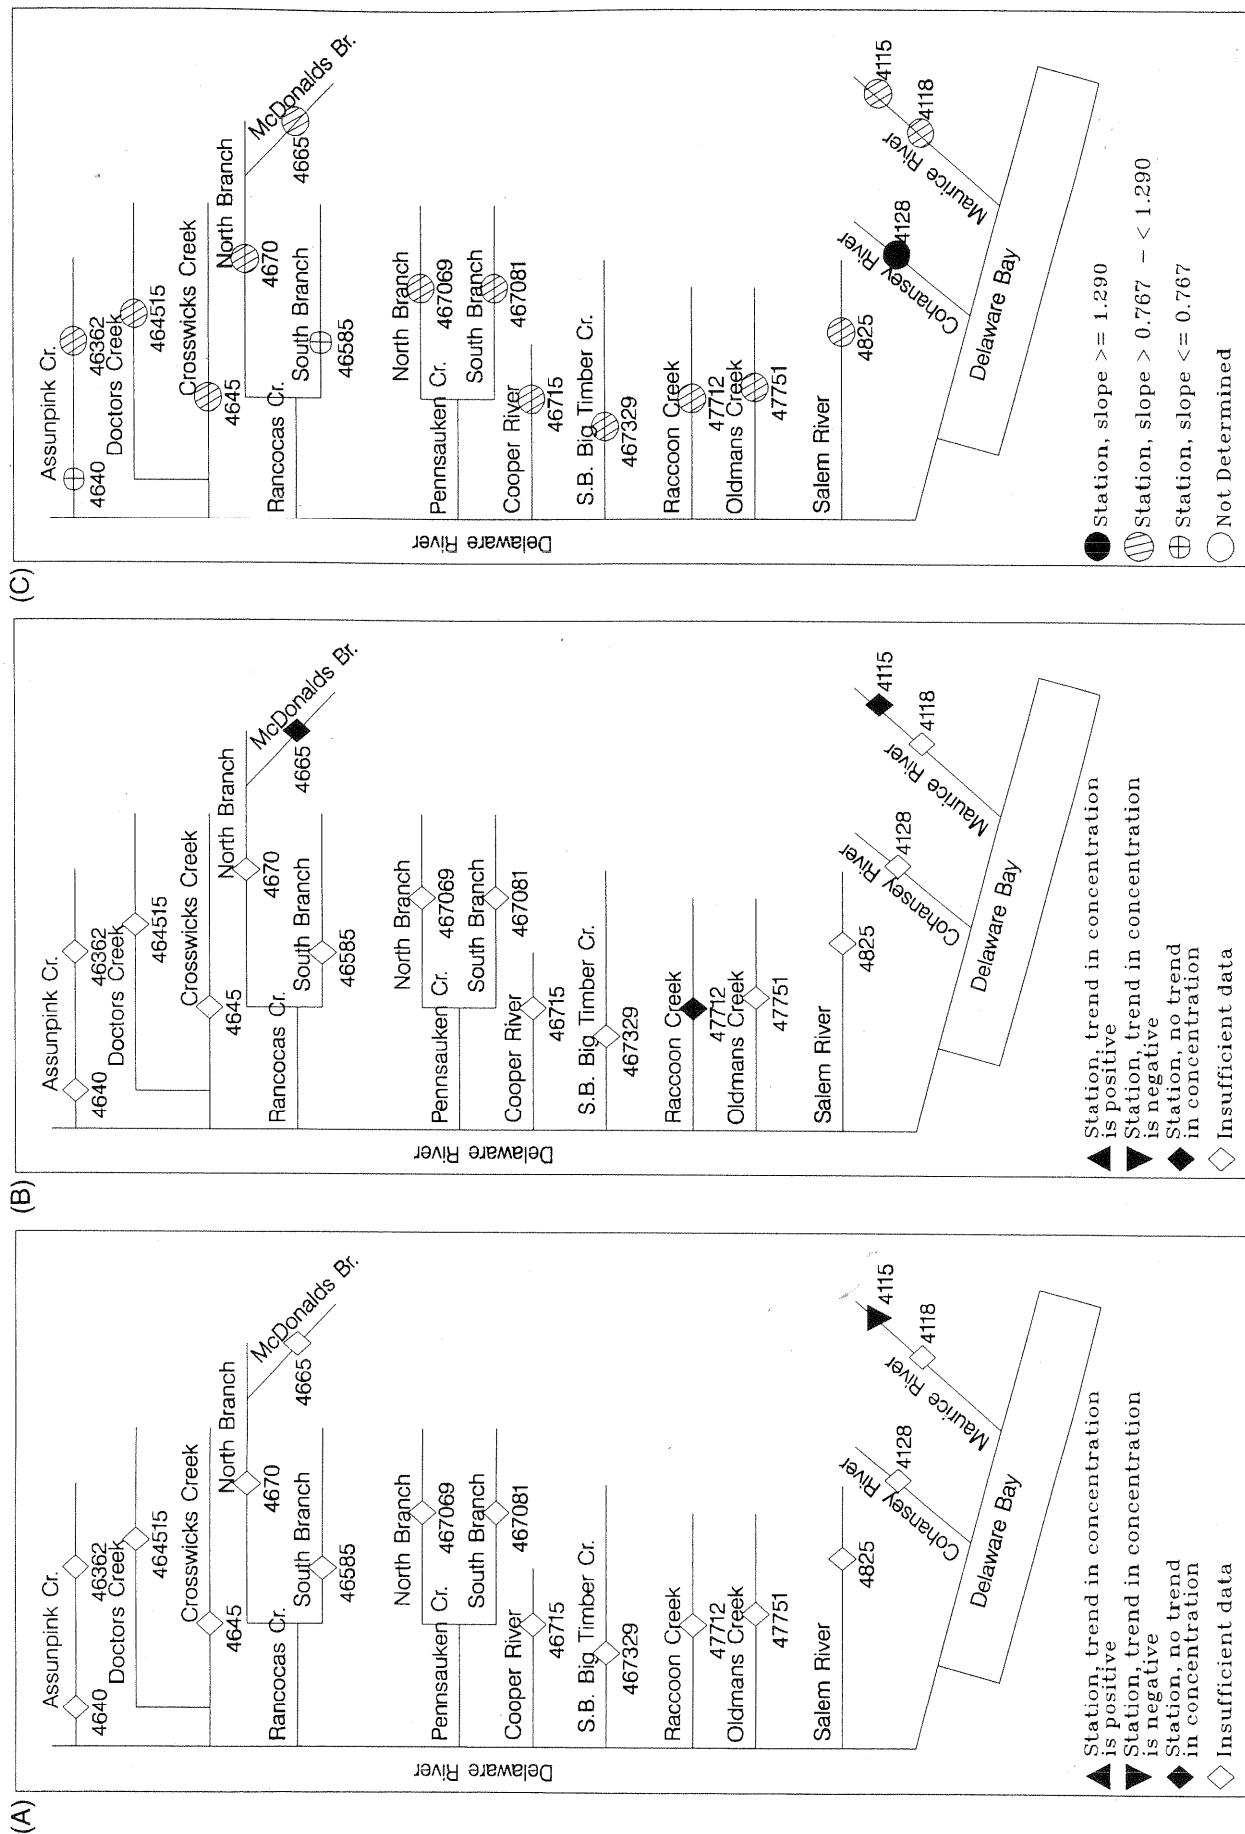 (A)
Assunpink Cr.
4640
46362
Doctors Creek
464515
Crosswicks Creek
4645
North Branch
4670
McDonalds Br.
4665
Rancocas Cr.
South Branch
46585
North Branch
467069
Pennsauken Cr.
South Branch
467081
Cooper River
46715
S.B. Big Timber Cr.
467329
Raccoon Creek
47712
Oldmans Creek
47751
Salem River
4825
Delaware River
Cohansey River
4128
Maurice River
4115
4118
Delaware Bay
Station, trend in concentration
is positive
Station, trend in concentration
is negative
Station, no trend
in concentration
Insufficient data
(B)
Assunpink Cr.
4640
46362
Doctors Creek
464515
Crosswicks Creek
4645
North Branch
4670
McDonalds Br.
4665
Rancocas Cr.
South Branch
46585
North Branch
467069
Pennsauken Cr.
South Branch
467081
Cooper River
46715
S.B. Big Timber Cr.
467329
Raccoon Creek
47712
Oldmans Creek
47751
Salem River
4825
Delaware River
Cohansey River
4128
Maurice River
4115
4118
Delaware Bay
Station, trend in concentration
is positive
Station, trend in concentration
is negative
Station, no trend
in concentration
Insufficient data
(C)
Assunpink Cr.
4640
46362
Doctors Creek
464515
Crosswicks Creek
4645
North Branch
4670
McDonalds Br.
4665
Rancocas Cr.
South Branch
46585
North Branch
467069
Pennsauken Cr.
South Branch
467081
Cooper River
46715
S.B. Big Timber Cr.
467329
Raccoon Creek
47712
Oldmans Creek
47751
Salem River
4825
Delaware River
Cohansey River
4128
Maurice River
4115
4118
Delaware Bay
Station, slope >= 1.290
Station, slope > 0.767 - < 1.290
Station, slope <= 0.767
Not Determined